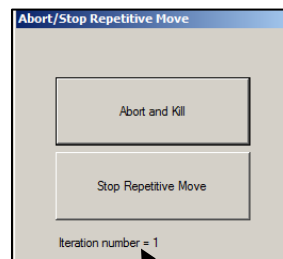 Abort/Stop Repetitive Move
Abort and Kill
Stop Repetitive Move
Iteration number = 1